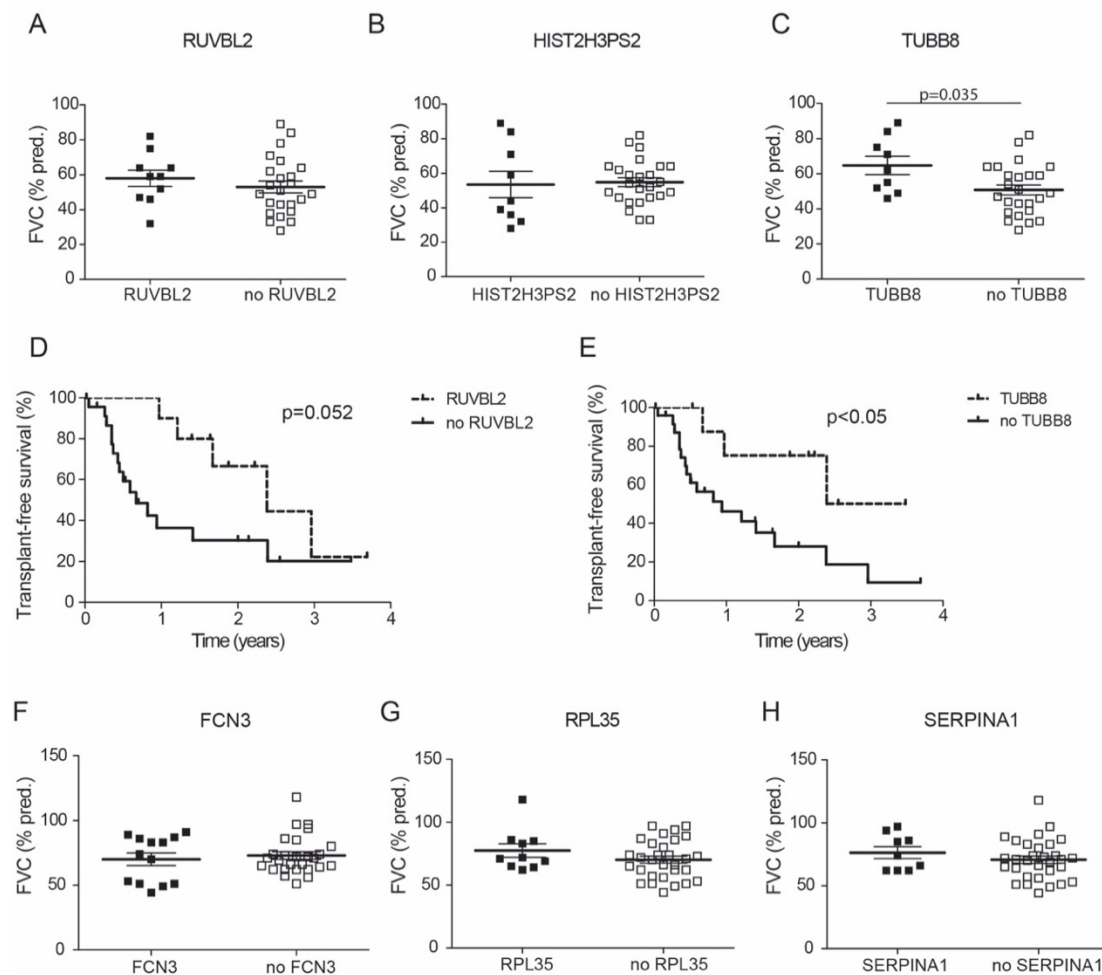 A
RUVBL2
FVC (% pred.)
100
80
60
40
20
0
RUVBL2
no RUVBL2
B
HIST2H3PS2
FVC (% pred.)
100
80
60
40
20
0
HIST2H3PS2
no HIST2H3PS2
C
TUBB8
p=0.035
FVC (% pred.)
100
80
60
40
20
0
TUBB8
no TUBB8
D
Transplant-free survival (%)
100
80
60
40
20
0
0 1 2 3 4
Time (years)
p=0.052
RUVBL2
no RUVBL2
E
Transplant-free survival (%)
100
80
60
40
20
0
0 1 2 3 4
Time (years)
p<0.05
TUBB8
no TUBB8
F
FCN3
FVC (% pred.)
150
100
50
0
FCN3
no FCN3
G
RPL35
FVC (% pred.)
150
100
50
0
RPL35
no RPL35
H
SERPINA1
FVC (% pred.)
150
100
50
0
SERPINA1
no SERPINA1